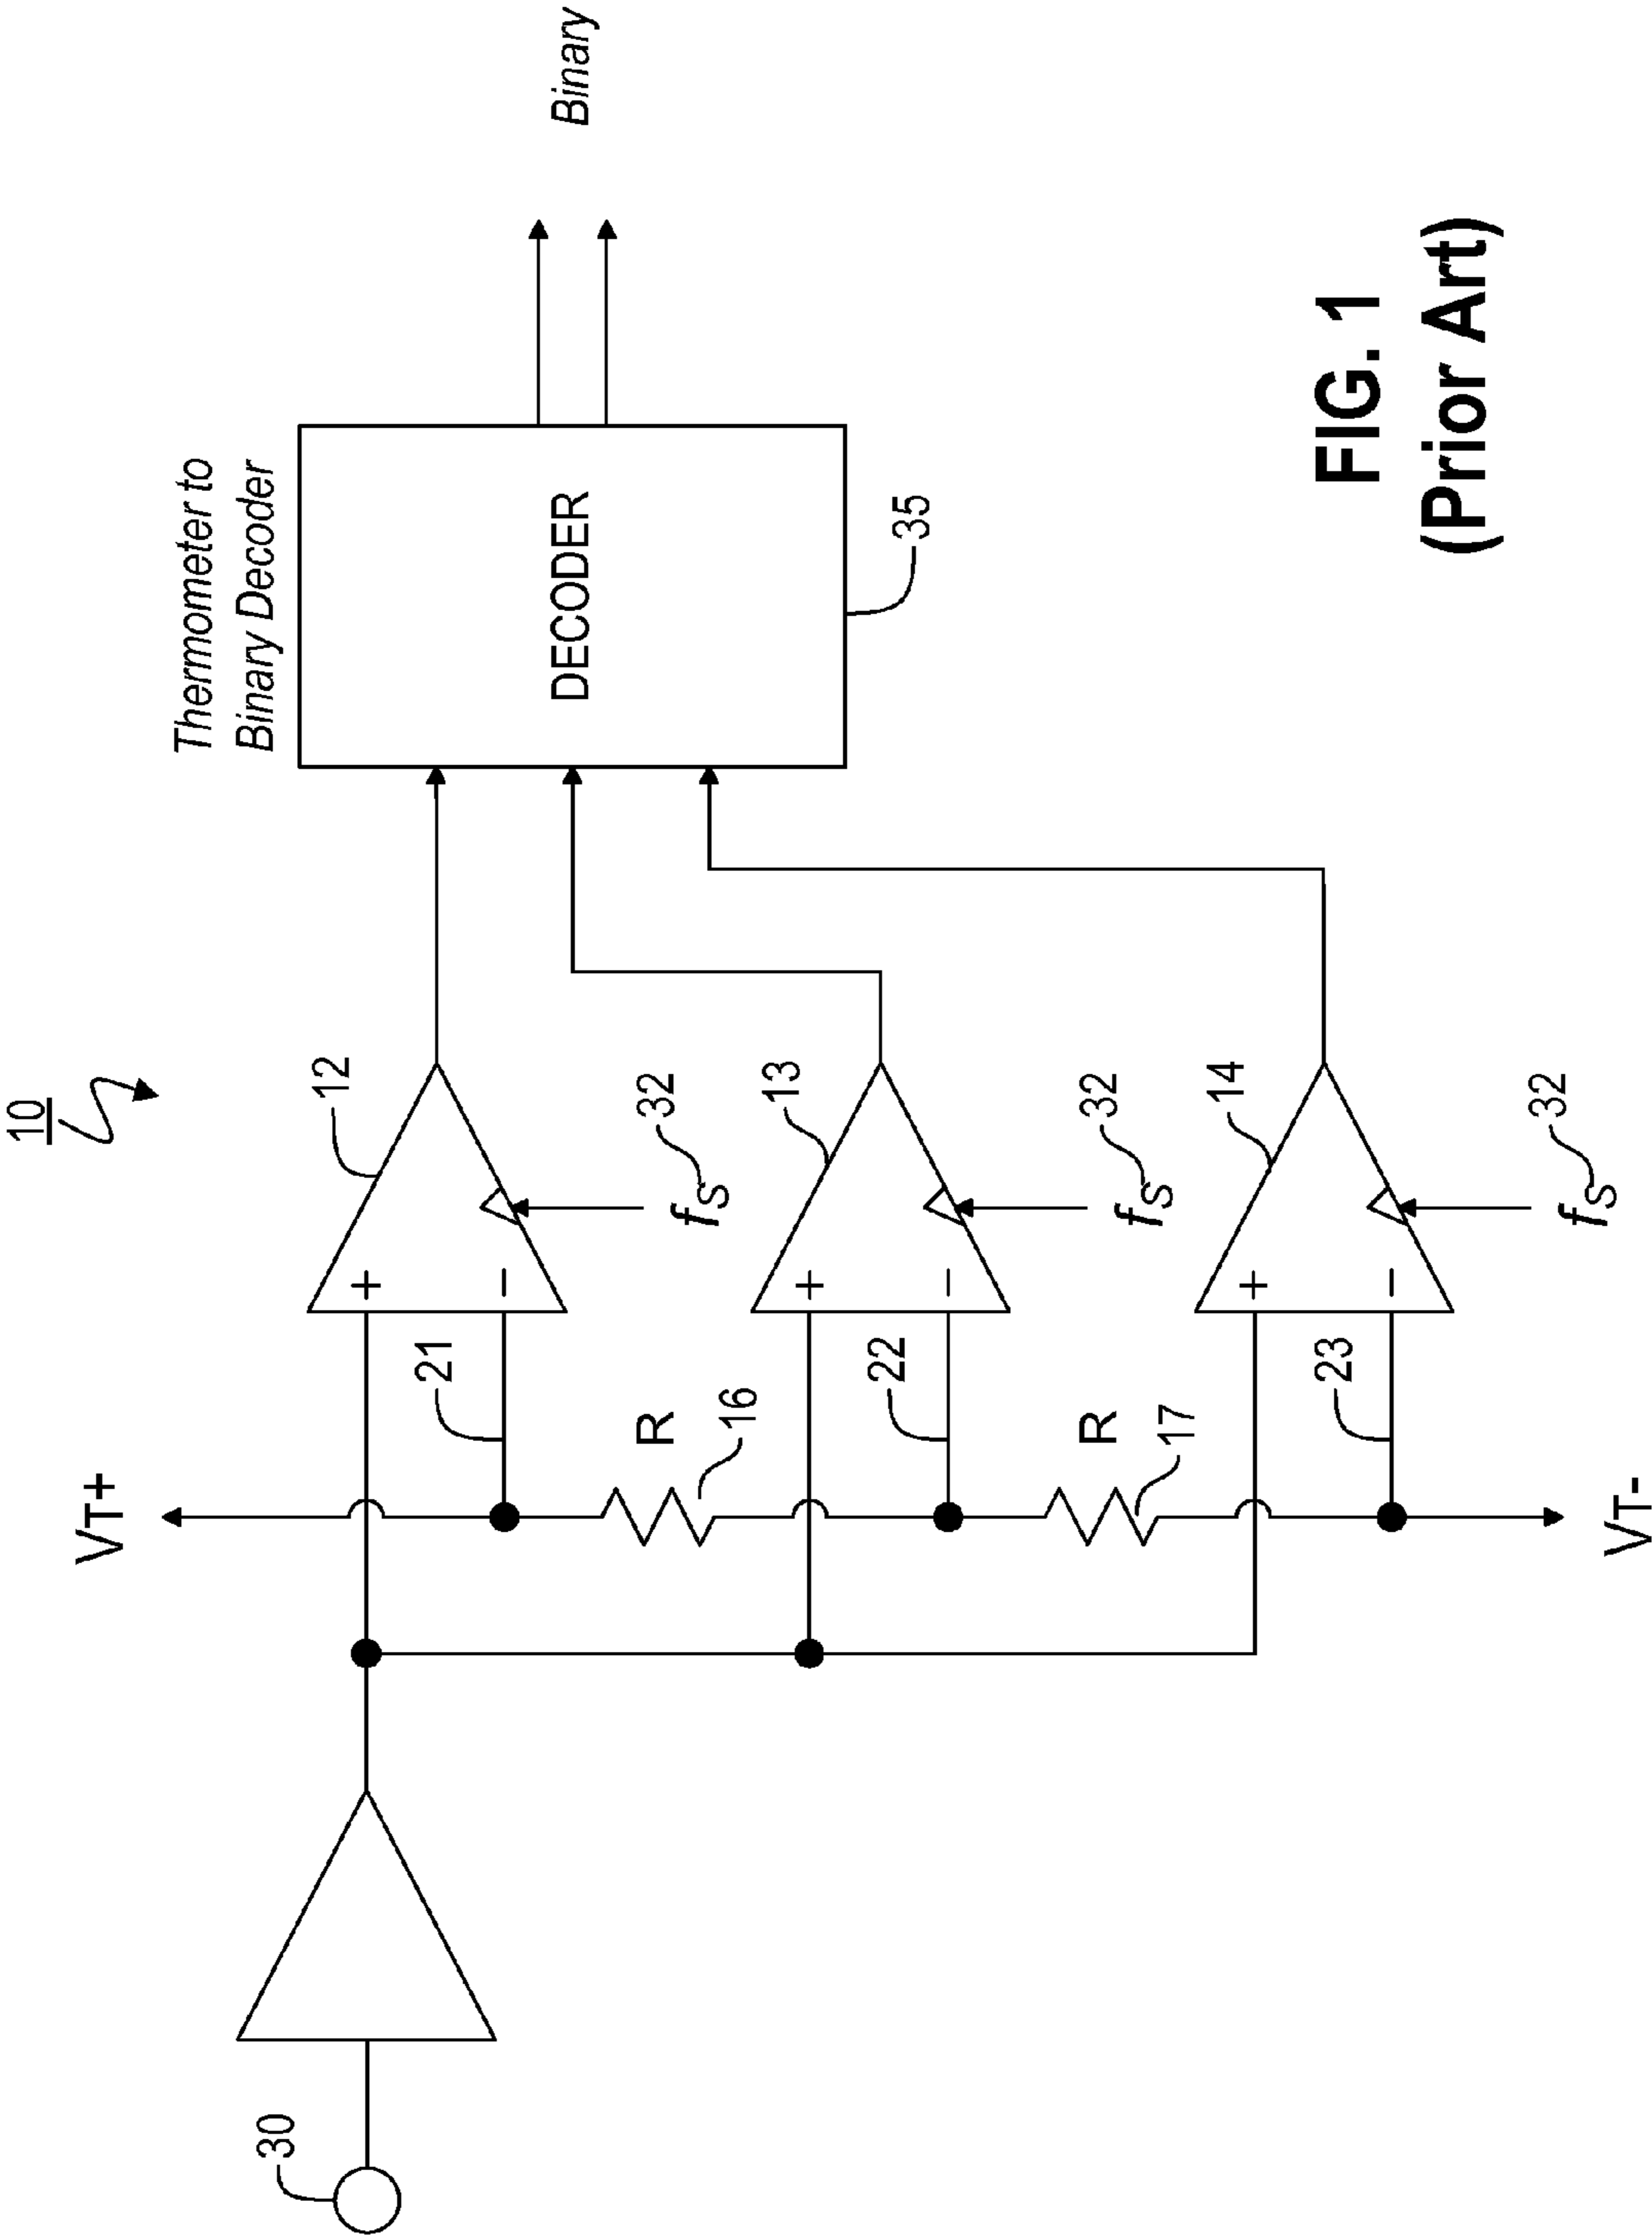 10
Thermometer to
Binary Decoder
VT+
30
12
+
−
21
fS
32
R
16
DECODER
Binary
13
+
−
22
fS
32
R
17
35
14
+
−
23
fS
32
VT-
FIG. 1
(Prior Art)